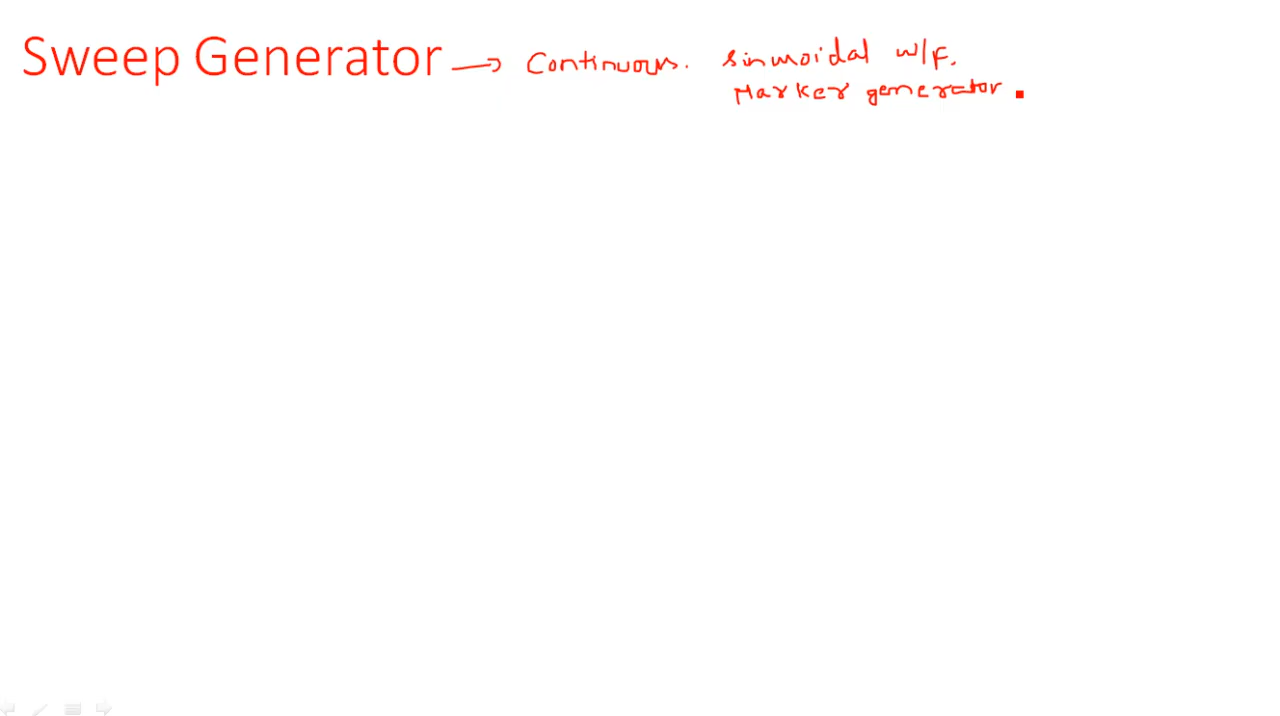 Sweep Generator → Continuous. sinusoidal w/F.
Marker generator